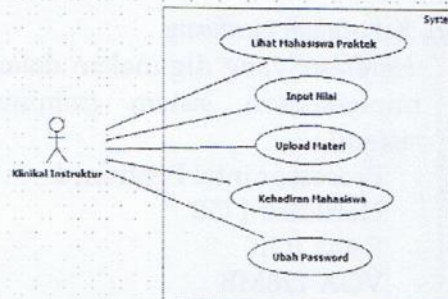 Syste
Lihat Mahasiswa Praktek
Input Nilai
Upload Materi
Klinikal Instruktur
Kehadiran Mahasiswa
Ubah Password